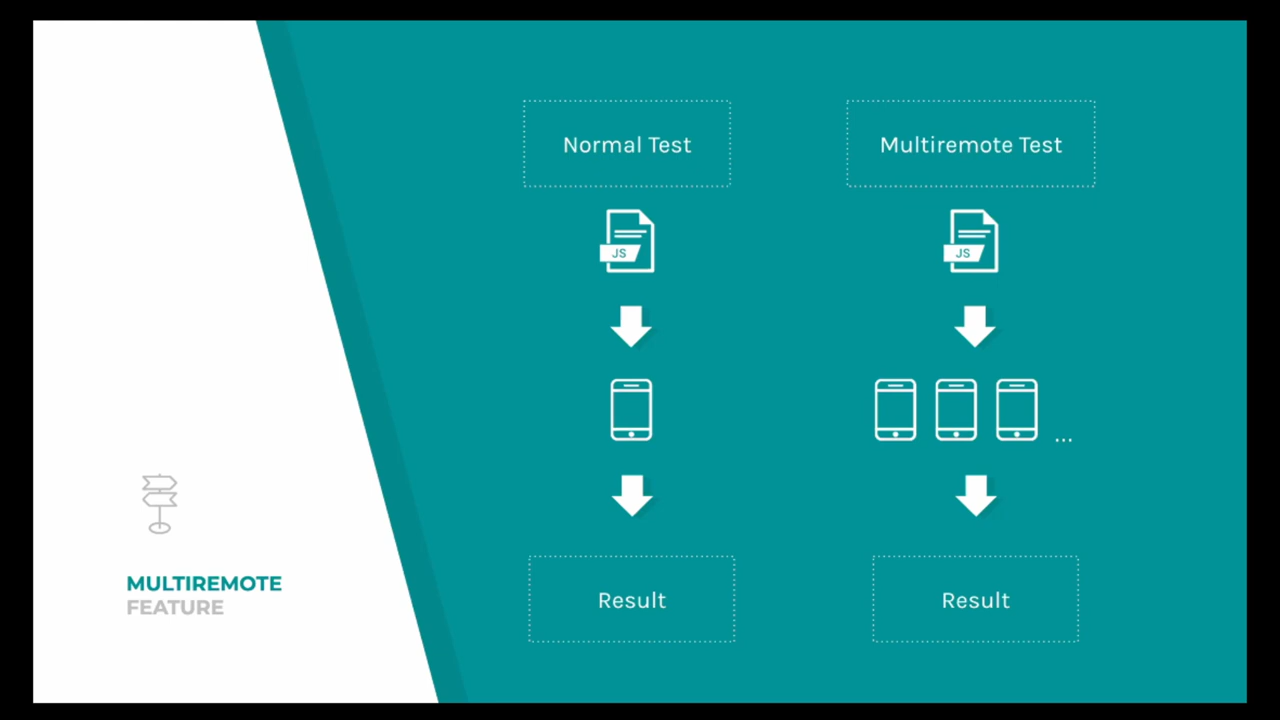 Normal Test
Multiremote Test
JS
JS
...
MULTIREMOTE
FEATURE
Result
Result